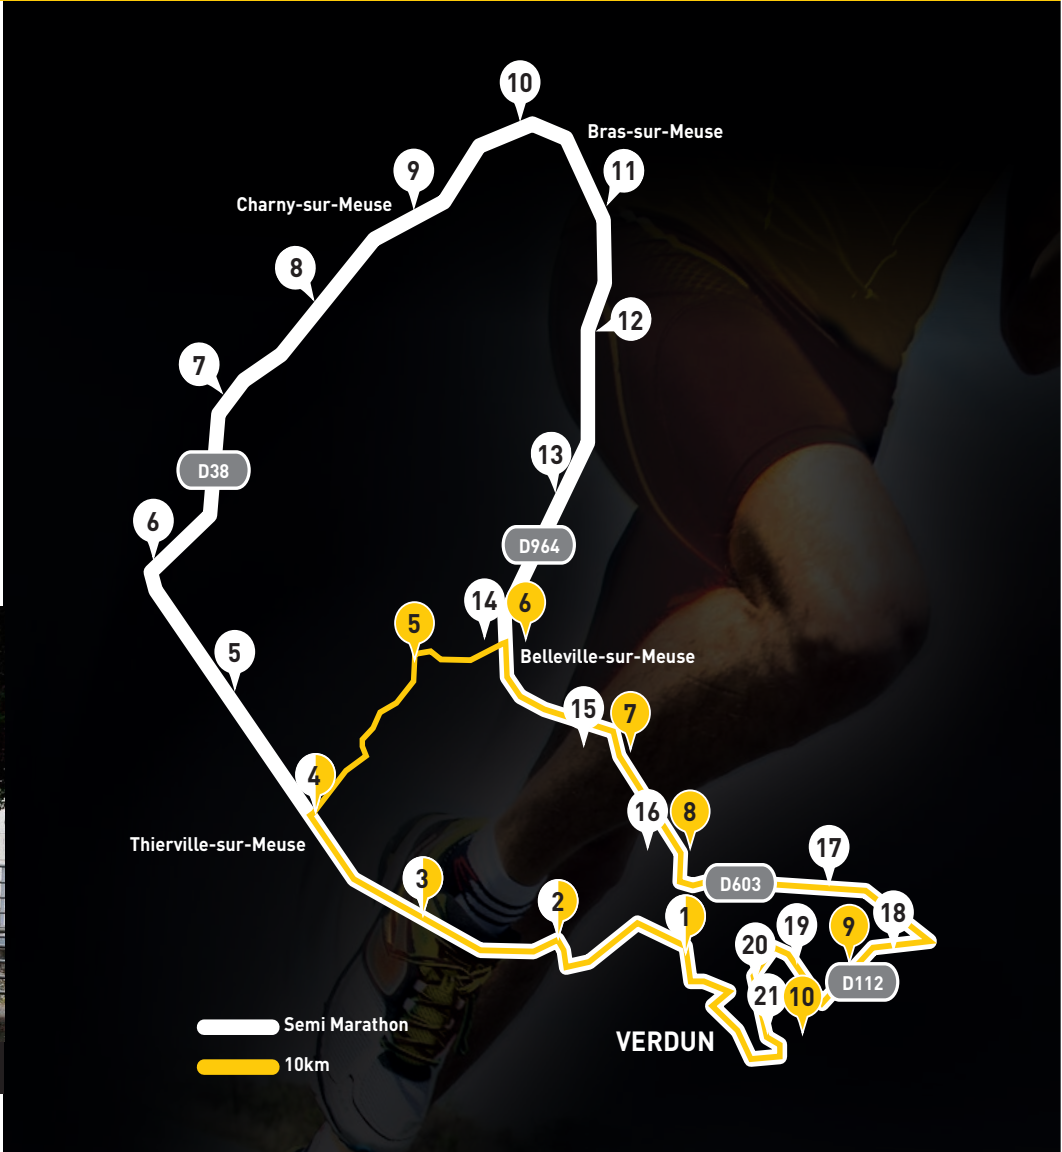 10
Bras-sur-Meuse
9
11
Charny-sur-Meuse
8
12
7
13
D38
6
D964
14
6
5
5
Belleville-sur-Meuse
15
7
4
16
8
Thierville-sur-Meuse
17
3
D603
2
1
18
9
19
20
D112
21
10
Semi Marathon
VERDUN
10km